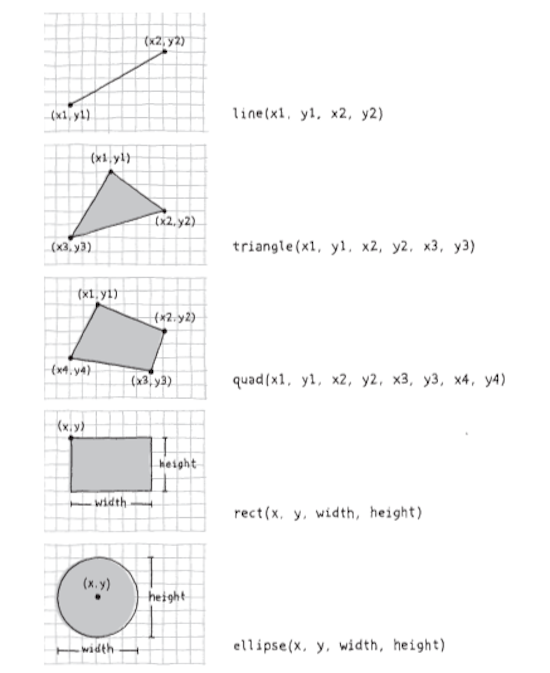 (x2, y2)
(x1, y1)
line(x1, y1, x2, y2)
(x1, y1)
(x2, y2)
(x3, y3)
triangle(x1, y1, x2, y2, x3, y3)
(x1, y1)
(x2, y2)
(x4, y4)
(x3, y3)
quad(x1, y1, x2, y2, x3, y3, x4, y4)
(x, y)
height
width
rect(x, y, width, height)
(x, y)
height
width
ellipse(x, y, width, height)